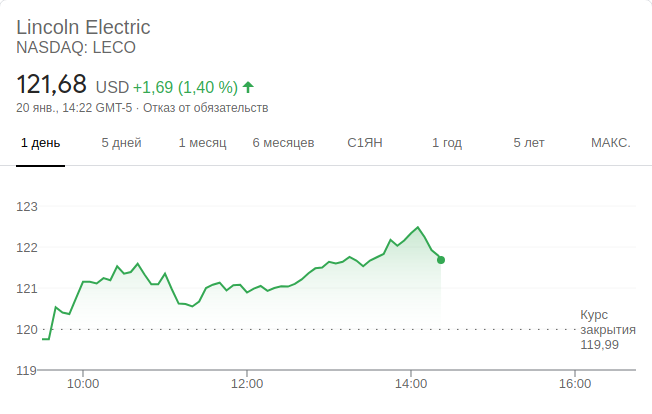 Lincoln Electric
NASDAQ: LECO
121,68 USD +1,69 (1,40 %)
20 янв., 14:22 GMT-5 · Отказ от обязательств
1 день 5 дней 1 месяц 6 месяцев С1ЯН 1 год 5 лет МАКС.
123
122
121
120
119
Курс
закрытия
119,99
10:00 12:00 14:00 16:00